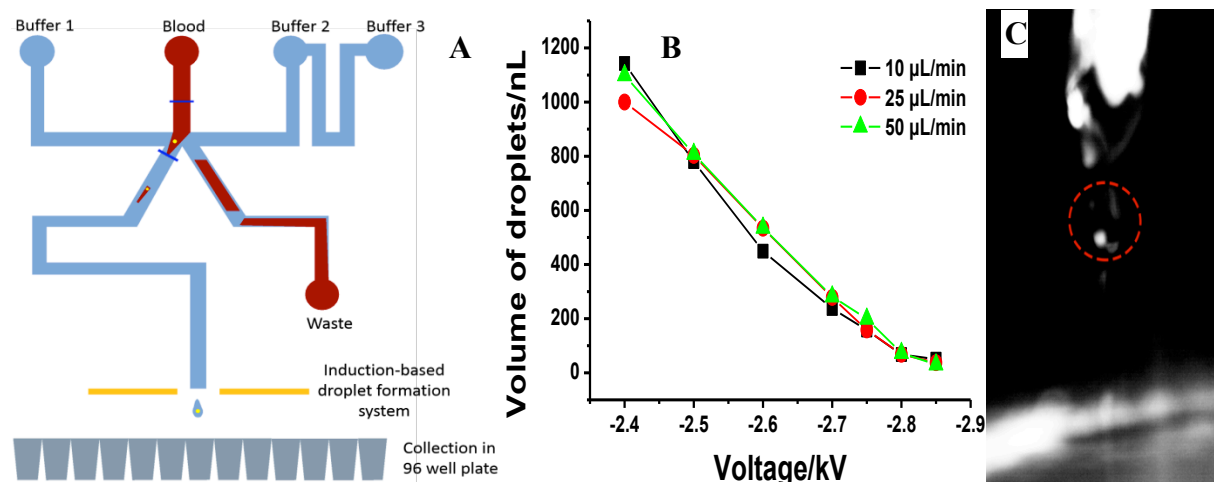 Buffer 1
Blood
Buffer 2
Buffer 3
A
Waste
Induction-based
droplet formation
system
Collection in
96 well plate
B
Volume of droplets/nL
1200
1000
800
600
400
200
0
10 µL/min
25 µL/min
50 µL/min
-2.4
-2.5
-2.6
-2.7
-2.8
-2.9
Voltage/kV
C